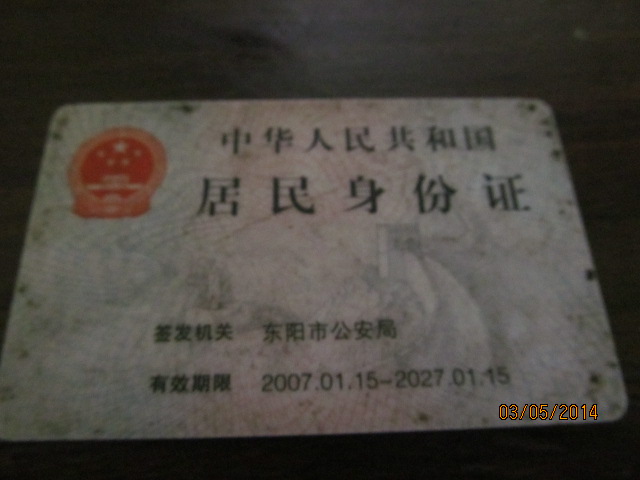 中华人民共和国
居民身份证
签发机关 东阳市公安局
有效期限 2007.01.15-2027.01.15
03/05/2014